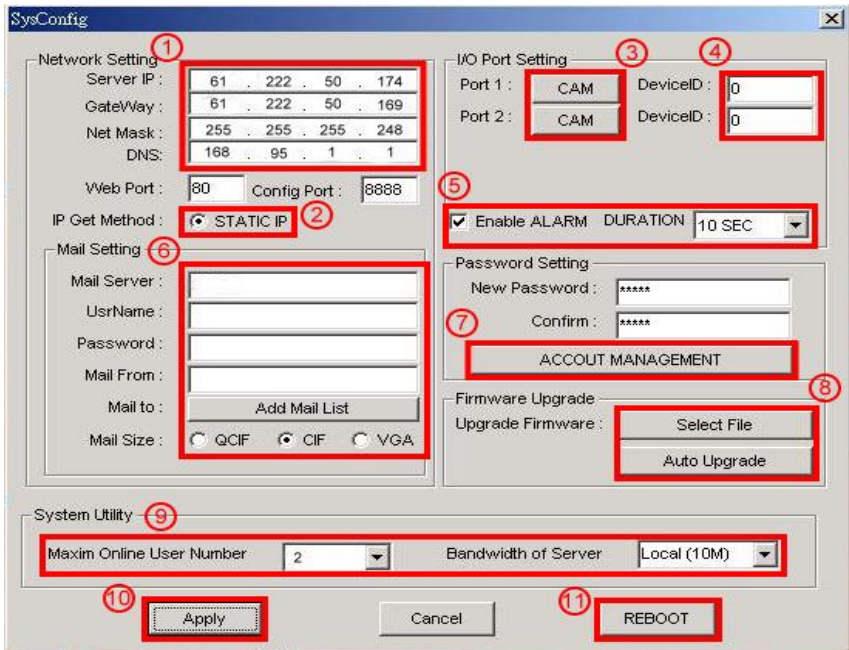 SysConfig
Network Setting ①
Server IP : 61 . 222 . 50 . 174
GateWay : 61 . 222 . 50 . 169
Net Mask : 255 . 255 . 255 . 248
DNS: 168 . 95 . 1 . 1
Web Port : 80 Config Port : 8888
IP Get Method : STATIC IP ②
Mail Setting ⑥
Mail Server :
UsrName :
Password :
Mail From :
Mail to : Add Mail List
Mail Size : QCIF CIF VGA
I/O Port Setting ③ ④
Port 1 : CAM DeviceID : 0
Port 2 : CAM DeviceID : 0
⑤
Enable ALARM DURATION 10 SEC
Password Setting
New Password : *****
Confirm : *****
⑦
ACCOUT MANAGEMENT
⑧
Firmware Upgrade
Upgrade Firmware : Select File
Auto Upgrade
System Utility ⑨
Maxim Online User Number 2 Bandwidth of Server Local (10M)
⑩ Apply Cancel ⑪ REBOOT